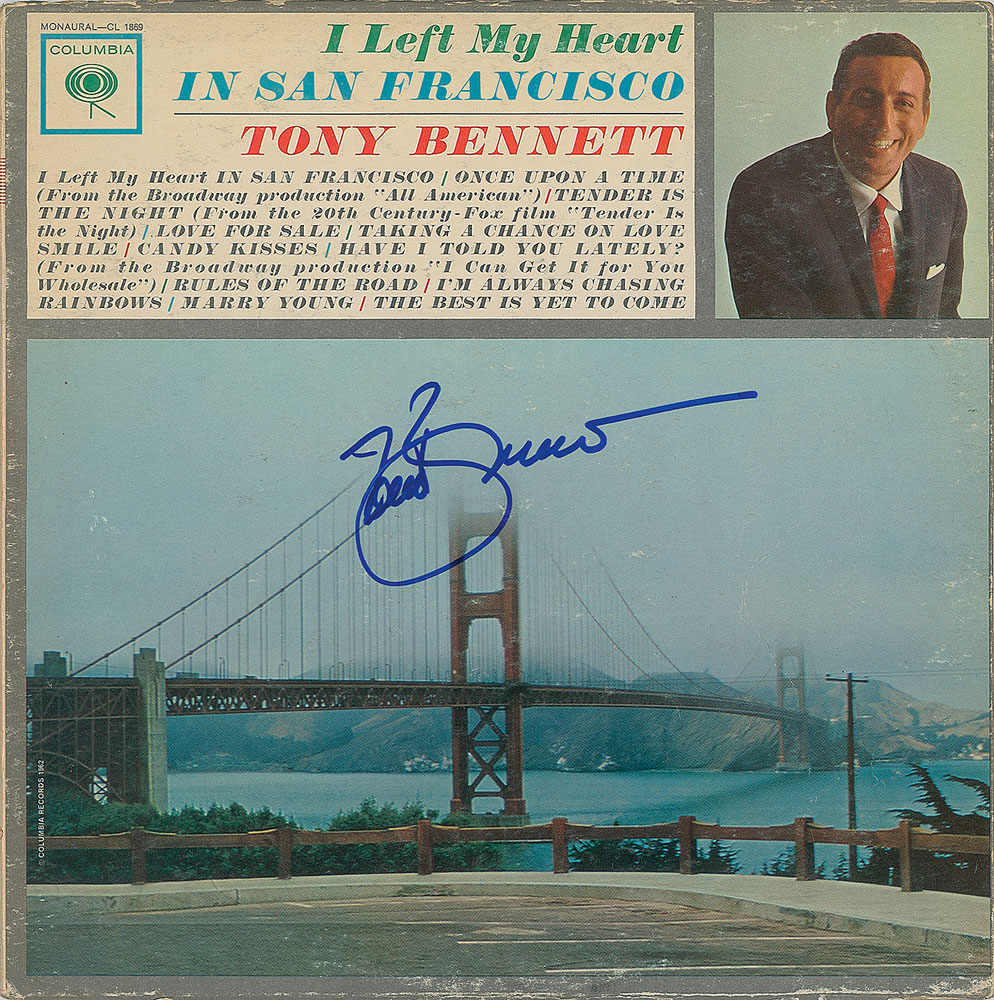 MONAURAL—CL 1869
COLUMBIA
I Left My Heart
IN SAN FRANCISCO
TONY BENNETT
I Left My Heart IN SAN FRANCISCO / ONCE UPON A TIME
(From the Broadway production "All American") / TENDER IS
THE NIGHT (From the 20th Century-Fox film "Tender Is
the Night) / LOVE FOR SALE / TAKING A CHANCE ON LOVE
SMILE / CANDY KISSES / HAVE I TOLD YOU LATELY?
(From the Broadway production "I Can Get It for You
Wholesale") / RULES OF THE ROAD / I'M ALWAYS CHASING
RAINBOWS / MARRY YOUNG / THE BEST IS YET TO COME
Tony Bennett
© COLUMBIA RECORDS 1962